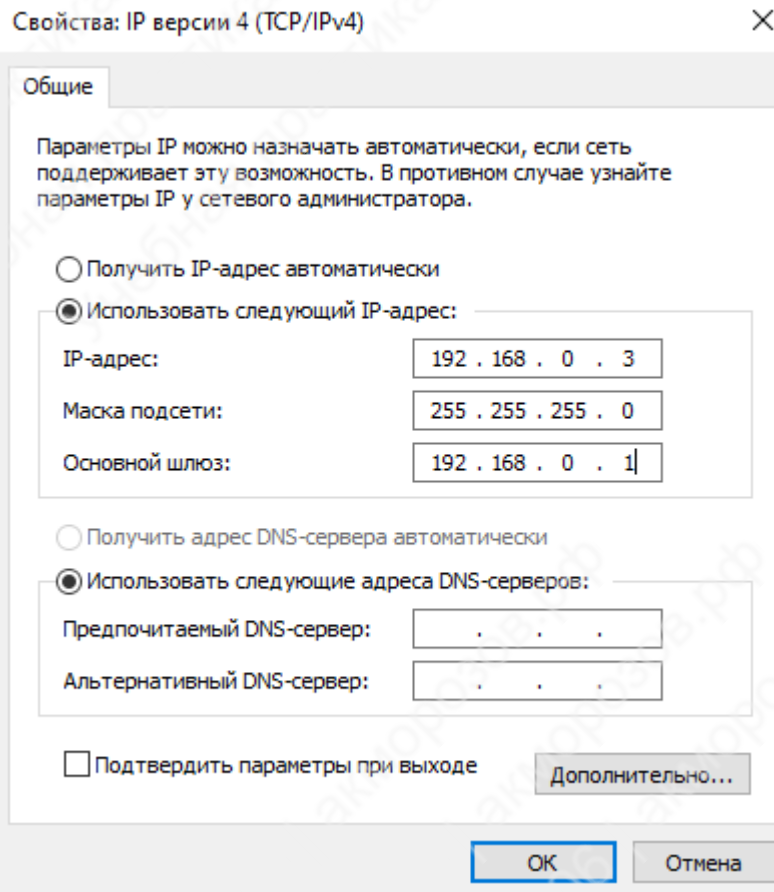 Свойства: IP версии 4 (TCP/IPv4)
Общие
Параметры IP можно назначать автоматически, если сеть
поддерживает эту возможность. В противном случае узнайте
параметры IP у сетевого администратора.
Получить IP-адрес автоматически
Использовать следующий IP-адрес:
IP-адрес: 192 . 168 . 0 . 3
Маска подсети: 255 . 255 . 255 . 0
Основной шлюз: 192 . 168 . 0 . 1
Получить адрес DNS-сервера автоматически
Использовать следующие адреса DNS-серверов:
Предпочитаемый DNS-сервер: . . .
Альтернативный DNS-сервер: . . .
Подтвердить параметры при выходе
Дополнительно...
ОК Отмена